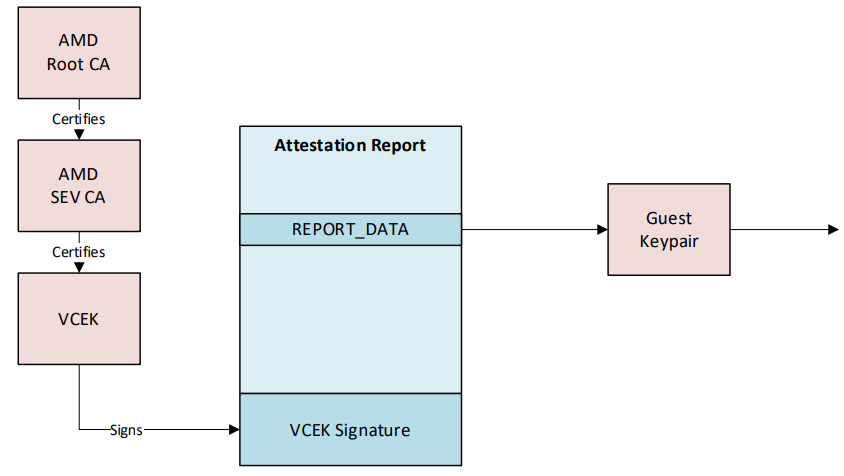 AMD
Root CA
Certifies
AMD
SEV CA
Certifies
VCEK
Signs
Attestation Report
REPORT_DATA
VCEK Signature
Guest
Keypair